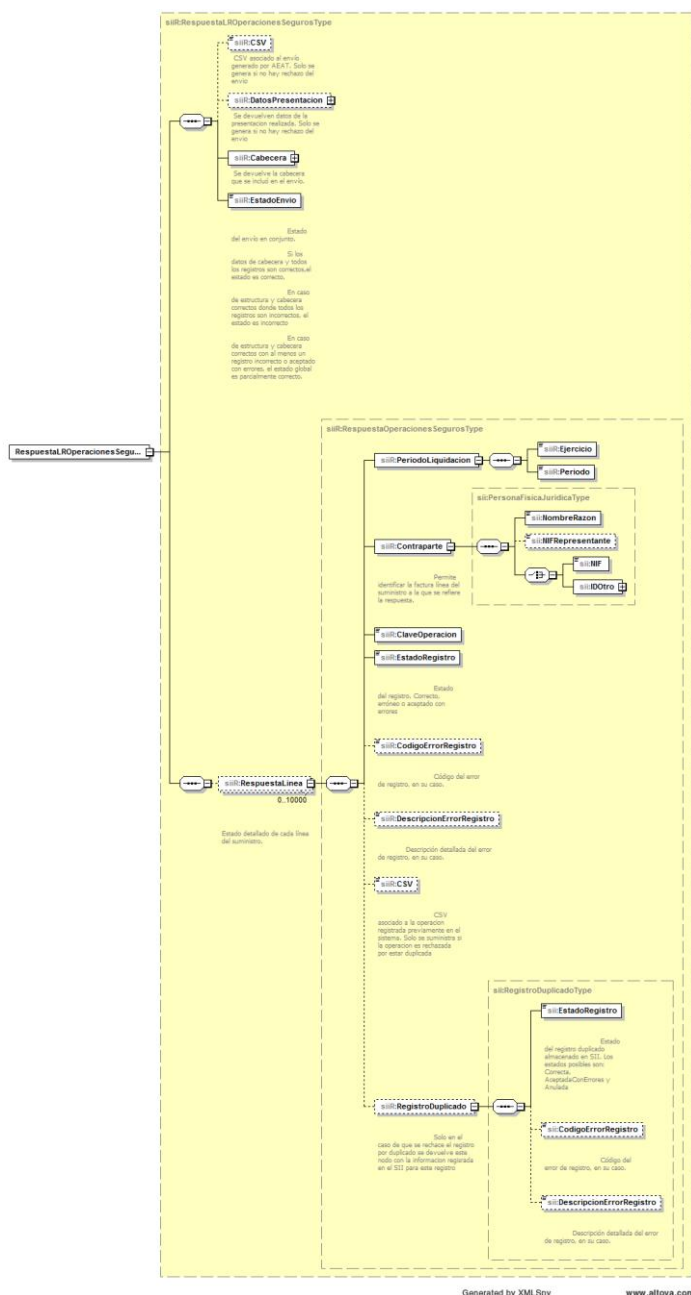 siiR:RespuestaLROperacionesSegurosType
siiR:CSV
CSV asociado al envío
generado por AEAT. Solo se
genera si no hay rechazo del
envio
siiR:DatosPresentacion
Se devuelven datos de la
presentacion realizada. Solo se
genera si no hay rechazo del
envio
siiR:Cabecera
Se devuelve la cabecera
que se incluó en el envío.
siiR:EstadoEnvio
Estado
del envío en conjunto.
Si los
datos de cabecera y todos
los registros son correctos,el
estado es correcto.
En caso
de estructura y cabecera
correctos donde todos los
registros son incorrectos, el
estado es incorrecto
En caso
de estructura y cabecera
correctos con al menos un
registro incorrecto o aceptado
con errores, el estado global
es parcialmente correcto.
RespuestaLROperacionesSegu...
siiR:RespuestaOperacionesSegurosType
siiR:PeriodoLiquidacion
siiR:Ejercicio
siiR:Periodo
sii:PersonaFisicaJuridicaType
siiR:Contraparte
sii:NombreRazon
sii:NIFRepresentante
sii:NIF
sii:IDOtro
Permite
identificar la factura línea del
suministro a la que se refiere
la respuesta.
siiR:ClaveOperacion
siiR:EstadoRegistro
Estado
del registro. Correcto,
erróneo o aceptado con
errores
siiR:CodigoErrorRegistro
Código del error
de registro, en su caso.
siiR:RespuestaLinea
0..10000
Estado detallado de cada línea
del suministro.
siiR:DescripcionErrorRegistro
Descripción detallada del error
de registro, en su caso.
siiR:CSV
CSV
asociado a la operacion
registrada previamente en el
sistema. Solo se suministra si
la operacion es rechazada
por estar duplicada
sii:RegistroDuplicadoType
sii:EstadoRegistro
Estado
del registro duplicado
almacenado en SII. Los
estados posibles son:
Correcta,
AceptadaConErrores y
Anulada
siiR:RegistroDuplicado
Solo en el
caso de que se rechace el registro
por duplicado se devuelve este
nodo con la informacion registrada
en el SII para este registro
sii:CodigoErrorRegistro
Código del
error de registro, en su caso.
sii:DescripcionErrorRegistro
Descripción detallada del error
de registro, en su caso.
Generated by XMLSpy
www.altova.com